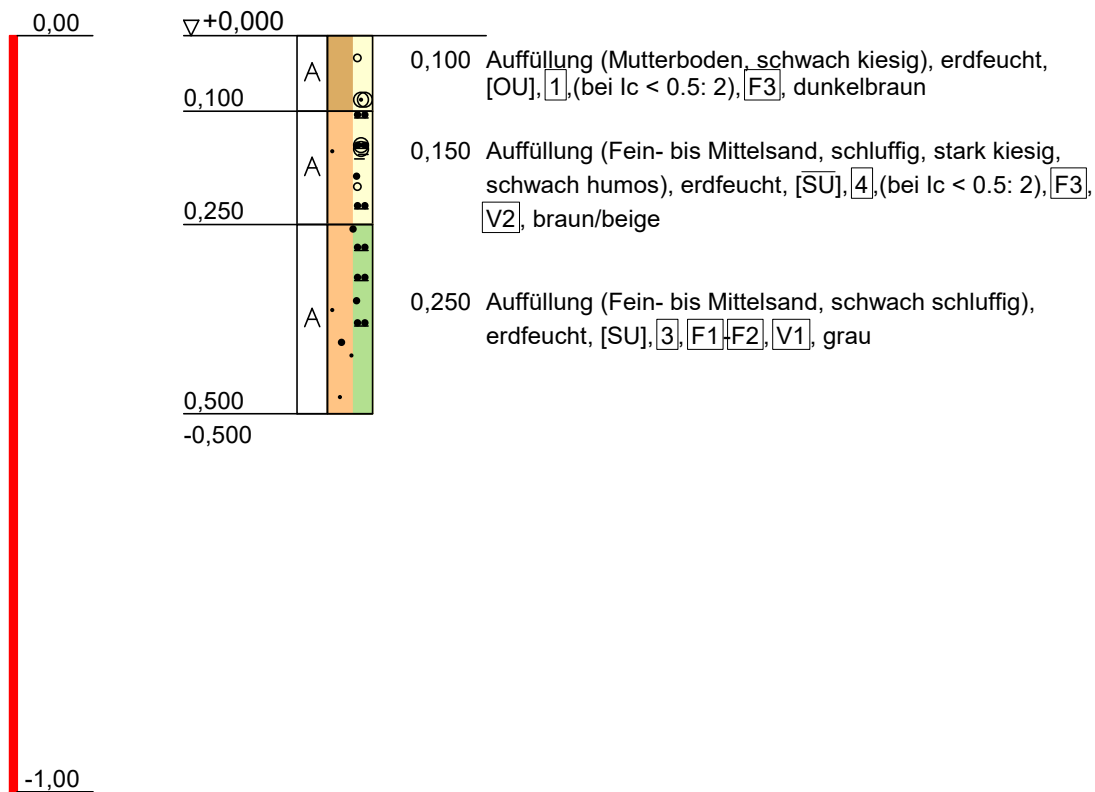 0,00
▽+0,000
A
0,100 Auffüllung (Mutterboden, schwach kiesig), erdfeucht,
[OU], 1,(bei Ic < 0.5: 2), F3, dunkelbraun
0,100
A
0,150 Auffüllung (Fein- bis Mittelsand, schluffig, stark kiesig,
schwach humos), erdfeucht, [S̅U̅], 4,(bei Ic < 0.5: 2), F3,
V2, braun/beige
0,250
A
0,250 Auffüllung (Fein- bis Mittelsand, schwach schluffig),
erdfeucht, [SU], 3, F1-F2, V1, grau
0,500
-0,500
-1,00